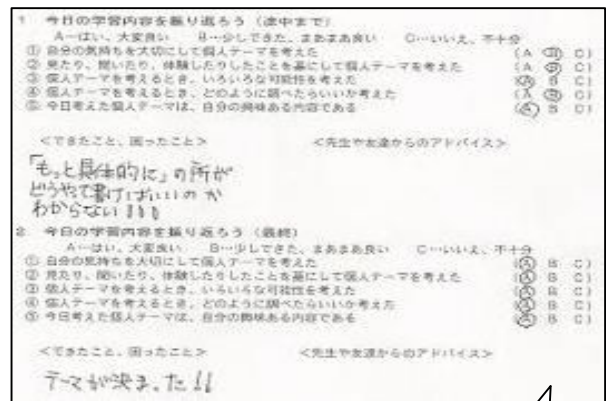 1 今日の学習内容を振り返ろう(途中まで)
A…はい、大変良い B…少しできた、まあまあ良い C…いいえ、不十分
① 自分の気持ちを大切にして個人テーマを考えた (A B C)
② 見たり、聞いたり、体験したりしたことを基にして個人テーマを考えた (A B C)
③ 個人テーマを考えるとき、いろいろな可能性を考えた (A B C)
④ 個人テーマを考えるとき、どのように調べたらいいか考えた (A B C)
⑤ 今日考えた個人テーマは、自分の興味ある内容である (A B C)
<できたこと、困ったこと> <先生や友達からのアドバイス>
「もっと具体的に」の所が
どうやって書けばいいのか
わからない!!!
2 今日の学習内容を振り返ろう(最終)
A…はい、大変良い B…少しできた、まあまあ良い C…いいえ、不十分
① 自分の気持ちを大切にして個人テーマを考えた (A B C)
② 見たり、聞いたり、体験したりしたことを基にして個人テーマを考えた (A B C)
③ 個人テーマを考えるとき、いろいろな可能性を考えた (A B C)
④ 個人テーマを考えるとき、どのように調べたらいいか考えた (A B C)
⑤ 今日考えた個人テーマは、自分の興味ある内容である (A B C)
<できたこと、困ったこと> <先生や友達からのアドバイス>
テーマが決まった!!